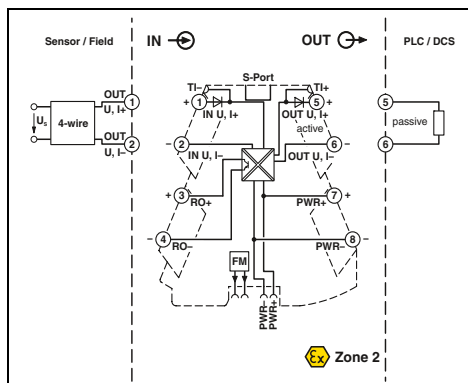 Sensor / Field
IN
OUT
PLC / DCS
S-Port
TI–
TI+
OUT
1
+
1
5
+
5
U, I+
IN U, I+
OUT U, I+
Us
4-wire
passive
active
OUT
2
–
2
6
–
6
U, I–
IN U, I–
OUT U, I–
+
3
7
+
RO+
PWR+
–
4
8
–
RO–
PWR–
FM
PWR–
PWR+
Ex
Zone 2